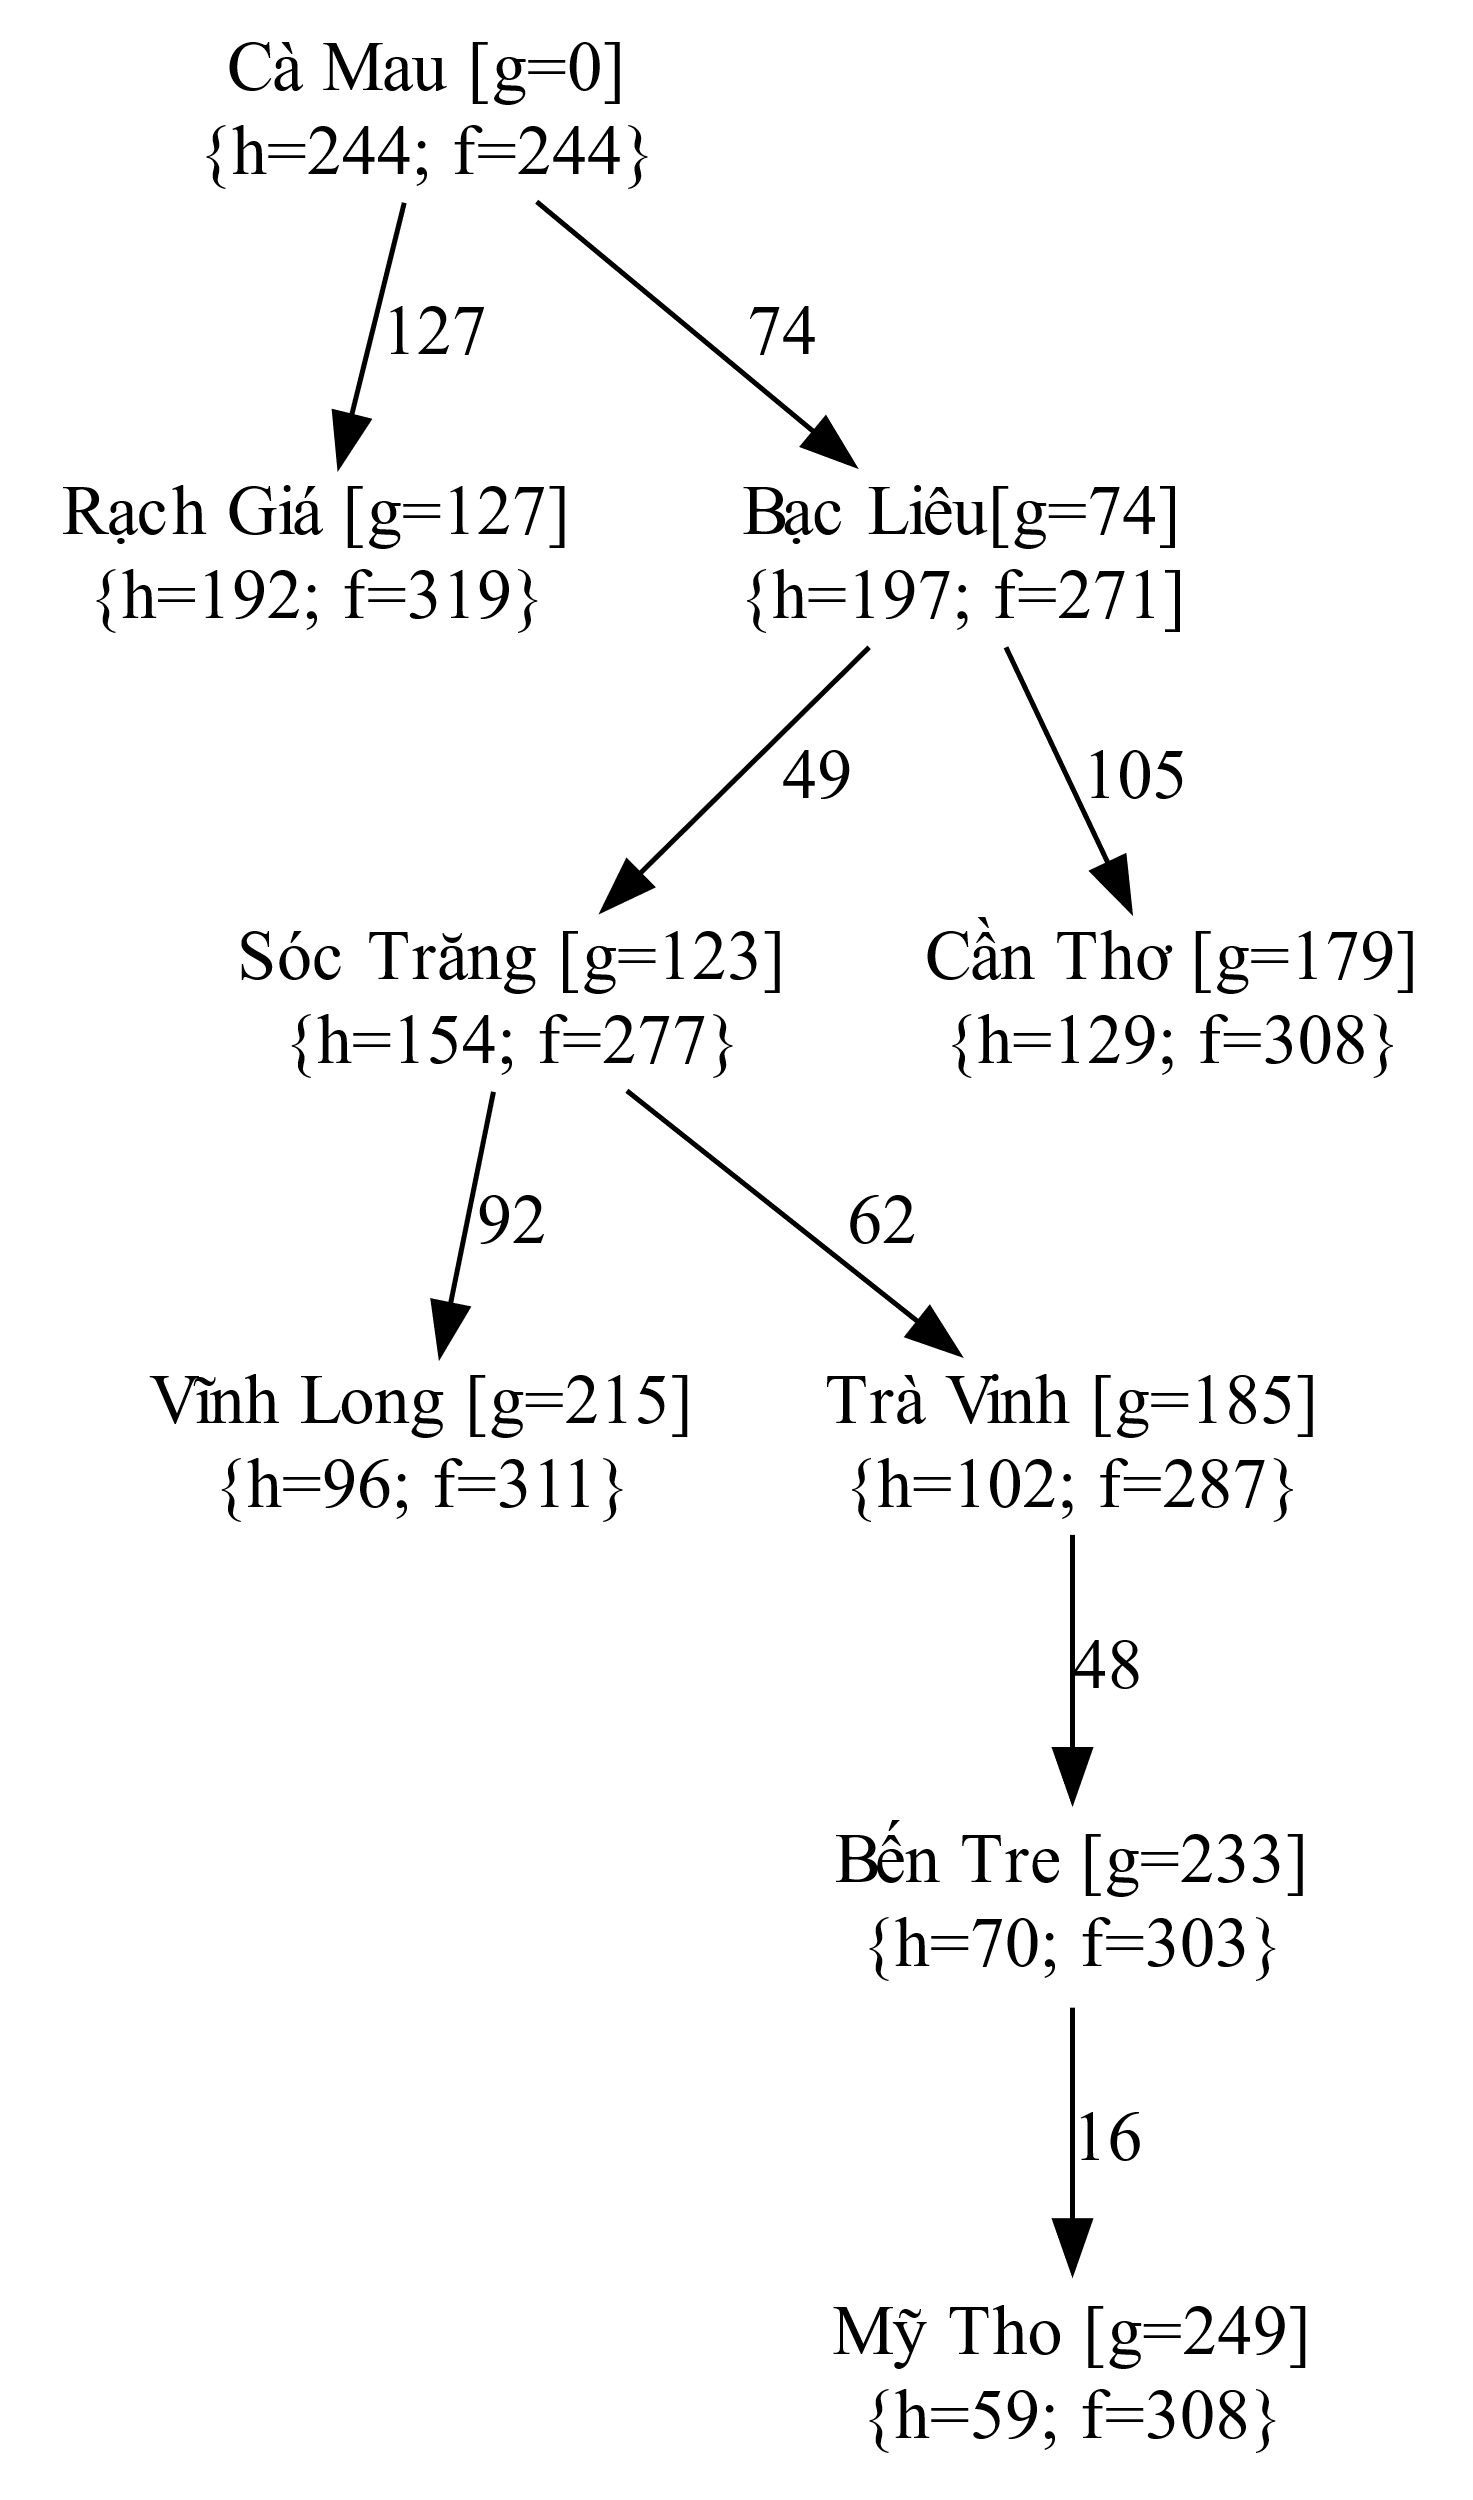 Cà Mau [g=0]
{h=244; f=244}
127
74
Rạch Giá [g=127]
{h=192; f=319}
Bạc Liêu[g=74]
{h=197; f=271]
49
105
Sóc Trăng [g=123]
{h=154; f=277}
Cần Thơ [g=179]
{h=129; f=308}
92
62
Vĩnh Long [g=215]
{h=96; f=311}
Trà Vinh [g=185]
{h=102; f=287}
48
Bến Tre [g=233]
{h=70; f=303}
16
Mỹ Tho [g=249]
{h=59; f=308}